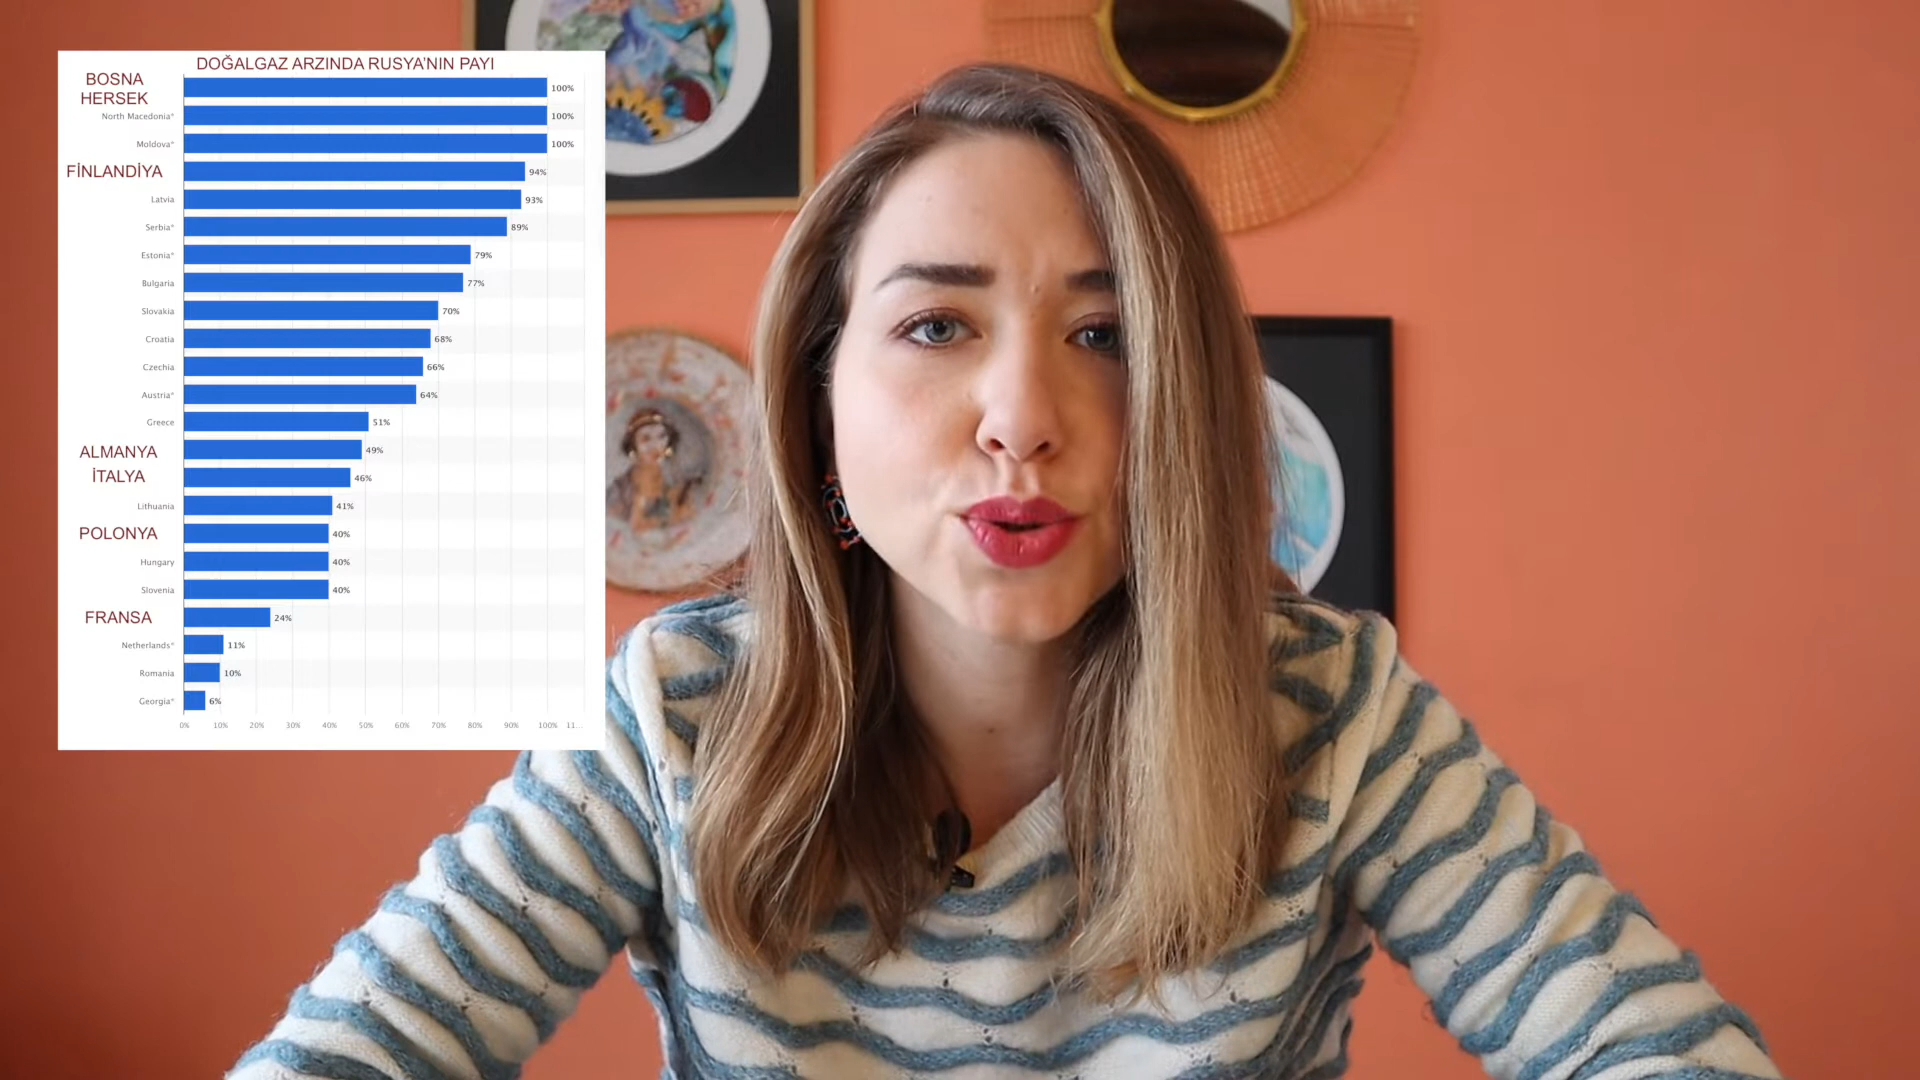 DOĞALGAZ ARZINDA RUSYA'NIN PAYI
BOSNA
HERSEK 100%
North Macedonia* 100%
Moldova* 100%
FİNLANDİYA 94%
Latvia 93%
Serbia* 89%
Estonia* 79%
Bulgaria 77%
Slovakia 70%
Croatia 68%
Czechia 66%
Austria* 64%
Greece 51%
ALMANYA 49%
İTALYA 46%
Lithuania 41%
POLONYA 40%
Hungary 40%
Slovenia 40%
FRANSA 24%
Netherlands* 11%
Romania 10%
Georgia* 6%
0% 10% 20% 30% 40% 50% 60% 70% 80% 90% 100% 11...